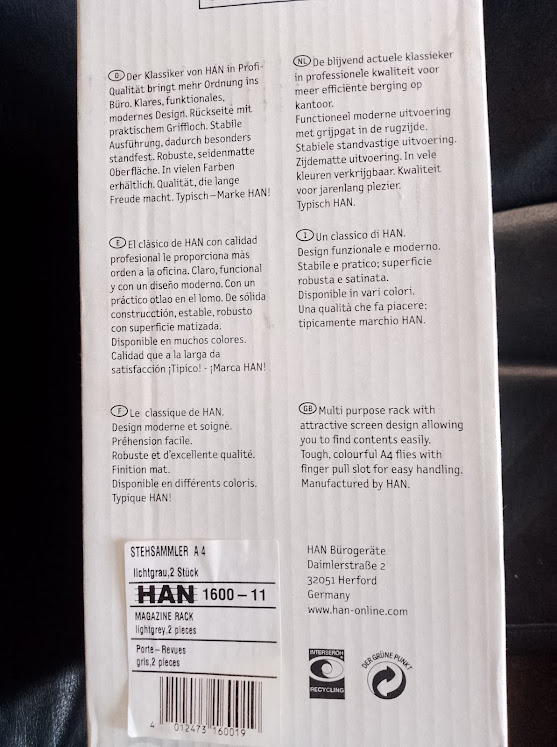 D Der Klassiker von HAN in Profi-
Qualität bringt mehr Ordnung ins
Büro. Klares, funktionales,
modernes Design. Rückseite mit
praktischem Griffloch. Stabile
Ausführung, dadurch besonders
standfest. Robuste, seidenmatte
Oberfläche. In vielen Farben
erhältlich. Qualität, die lange
Freude macht. Typisch–Marke HAN!
NL De blijvend actuele klassieker
in professionele kwaliteit voor
meer efficiënte berging op
kantoor.
Functioneel moderne uitvoering
met grijpgat in de rugzijde.
Stabiele standvastige uitvoering.
Zijdematte uitvoering. In vele
kleuren verkrijgbaar. Kwaliteit
voor jarenlang plezier.
Typisch HAN.
E El clásico de HAN con calidad
profesional le proporciona más
orden a la oficina. Claro, funcional
y con un diseño moderno. Con un
práctico otlao en el lomo. De sólida
construcctión, estable, robusto
con superficie matizada.
Disponible en muchos colores.
Calidad que a la larga da
satisfacción ¡Tipico! - ¡Marca HAN!
I Un classico di HAN.
Design funzionale e moderno.
Stabile e pratico; superficie
robusta e satinata.
Disponibile in vari colori.
Una qualità che fa piacere;
tipicamente marchio HAN.
F Le classique de HAN.
Design moderne et soigné.
Préhension facile.
Robuste et d'excellente qualité.
Finition mat.
Disponible en différents coloris.
Typique HAN!
GB Multi purpose rack with
attractive screen design allowing
you to find contents easily.
Tough, colourful A4 flies with
finger pull slot for easy handling.
Manufactured by HAN.
STEHSAMMLER A4
lichtgrau,2 Stück
HAN 1600–11
MAGAZINE RACK
lightgrey,2 pieces
Porte–Revues
gris,2 pieces
4 012473 160019
HAN Bürogeräte
Daimlerstraße 2
32051 Herford
Germany
www.han-online.com
INTERSEROH
RECYCLING
DER GRÜNE PUNKT